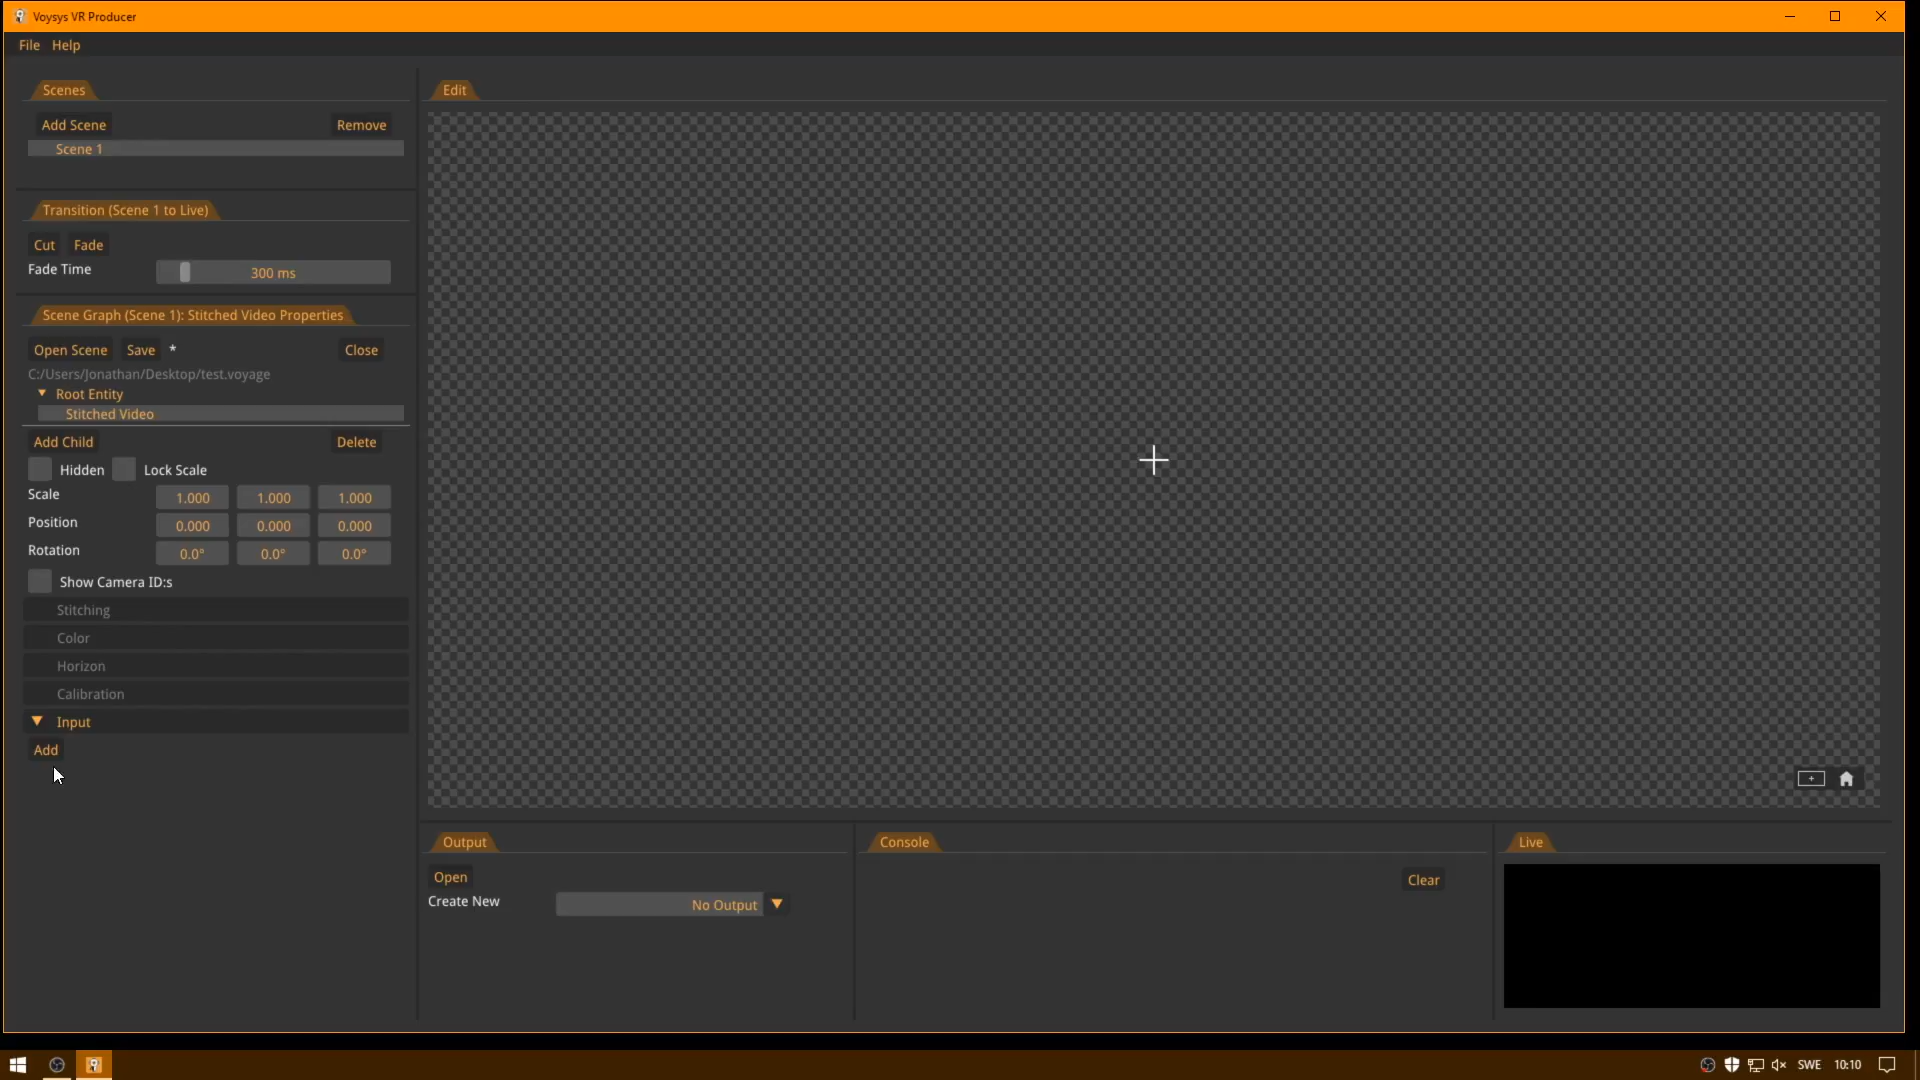 Voysys VR Producer
File Help
Scenes
Add Scene Remove
Scene 1
Transition (Scene 1 to Live)
Cut Fade
Fade Time 300 ms
Scene Graph (Scene 1): Stitched Video Properties
Open Scene Save * Close
C:/Users/Jonathan/Desktop/test.voyage
Root Entity
Stitched Video
Add Child Delete
Hidden Lock Scale
Scale 1.000 1.000 1.000
Position 0.000 0.000 0.000
Rotation 0.0° 0.0° 0.0°
Show Camera ID:s
Stitching
Color
Horizon
Calibration
Input
Add
Edit
Output
Open
Create New No Output
Console
Clear
Live
SWE 10:10